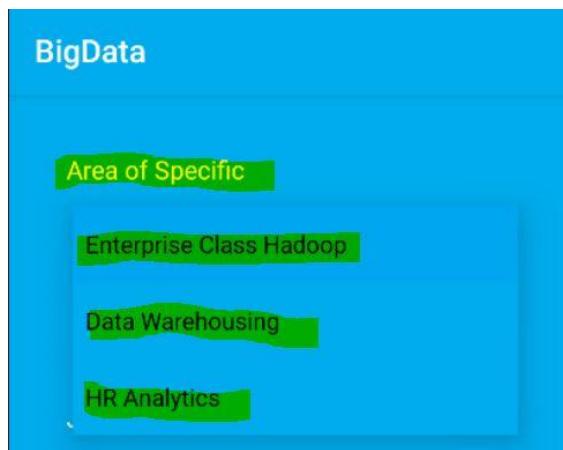 BigData
Area of Specific
Enterprise Class Hadoop
Data Warehousing
HR Analytics